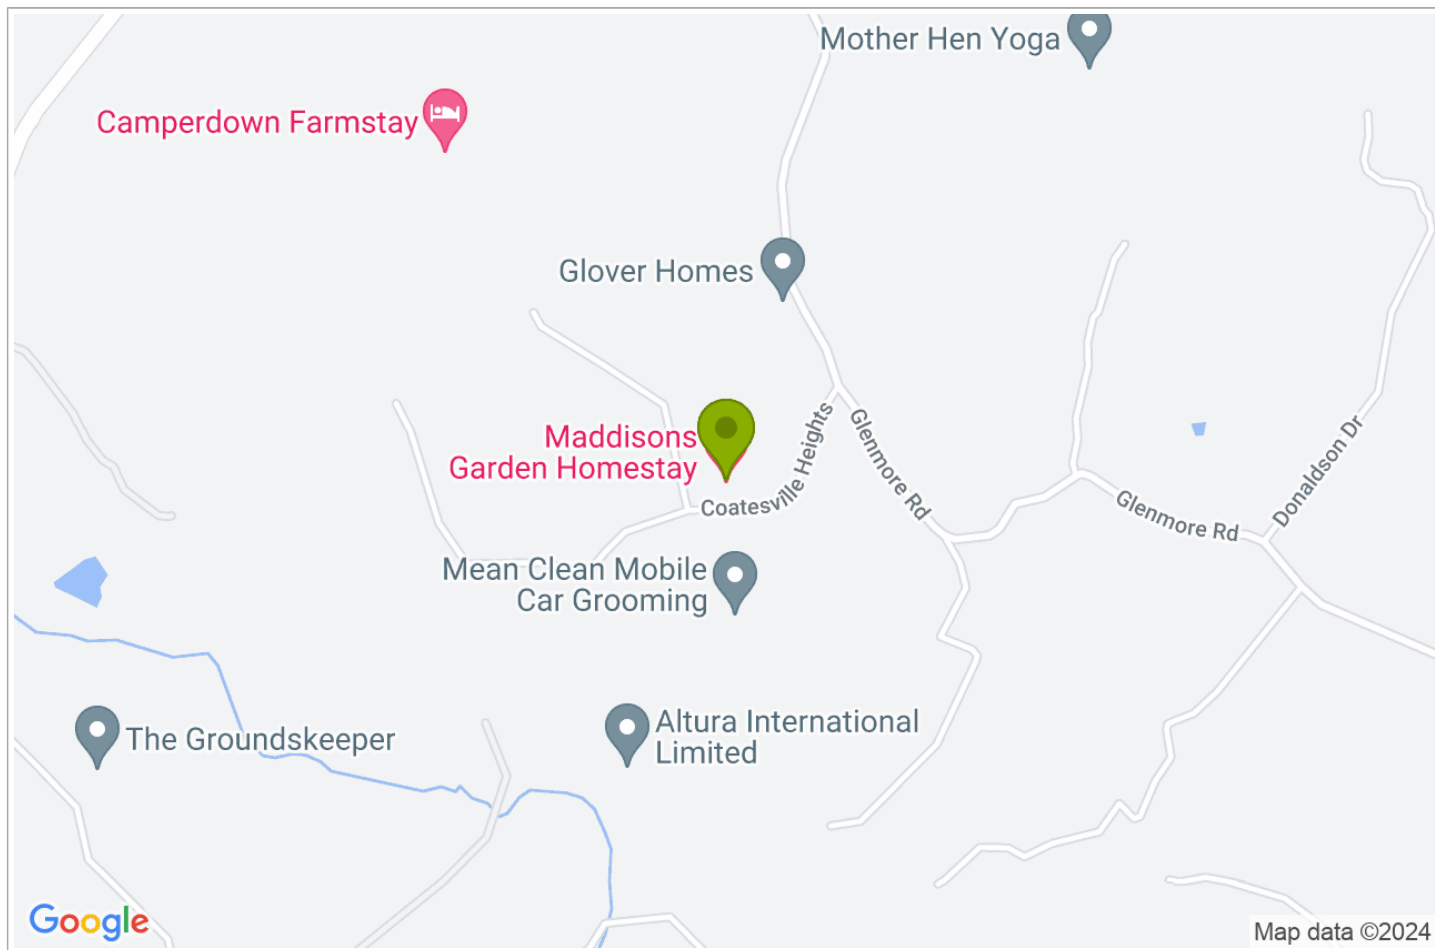 Mother Hen Yoga
Camperdown Farmstay
Glover Homes
Maddisons
Garden Homestay
Coatesville Heights
Glenmore Rd
Glenmore Rd
Donaldson Dr
Mean Clean Mobile
Car Grooming
The Groundskeeper
Altura International
Limited
Google
Map data ©2024